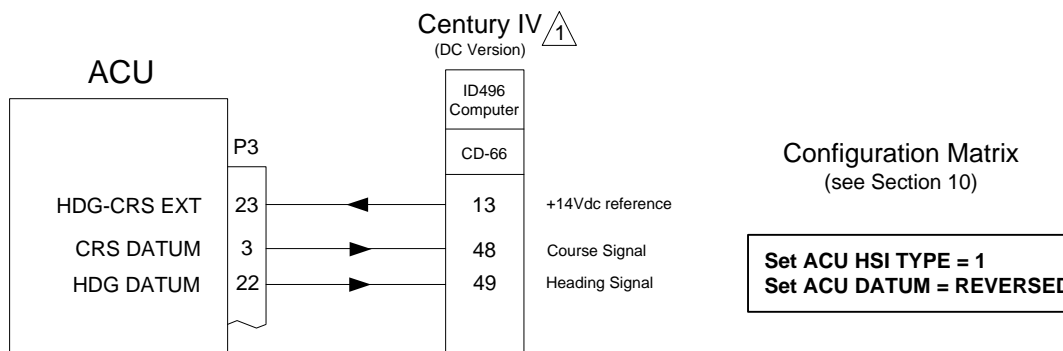 Century IV 1
(DC Version)
ACU
ID496
Computer
P3
CD-66
HDG-CRS EXT 23 13 +14Vdc reference
CRS DATUM 3 48 Course Signal
HDG DATUM 22 49 Heading Signal
Configuration Matrix
(see Section 10)
Set ACU HSI TYPE = 1
Set ACU DATUM = REVERSED